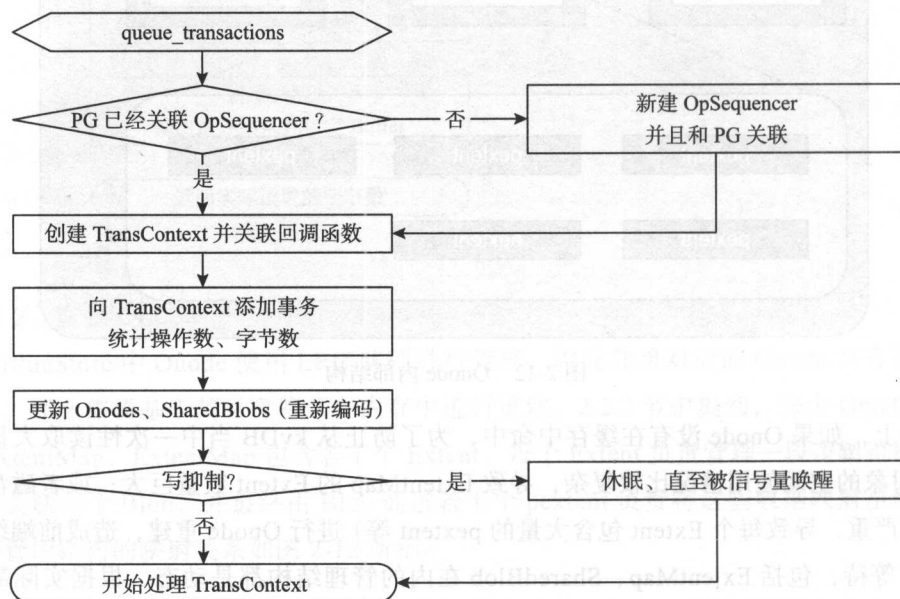 queue_transactions
PG 已经关联 OpSequencer？
否
新建 OpSequencer
并且和 PG 关联
是
创建 TransContext 并关联回调函数
向 TransContext 添加事务
统计操作数、字节数
更新 Onodes、SharedBlobs（重新编码）
写抑制？
是
休眠、直至被信号量唤醒
否
开始处理 TransContext